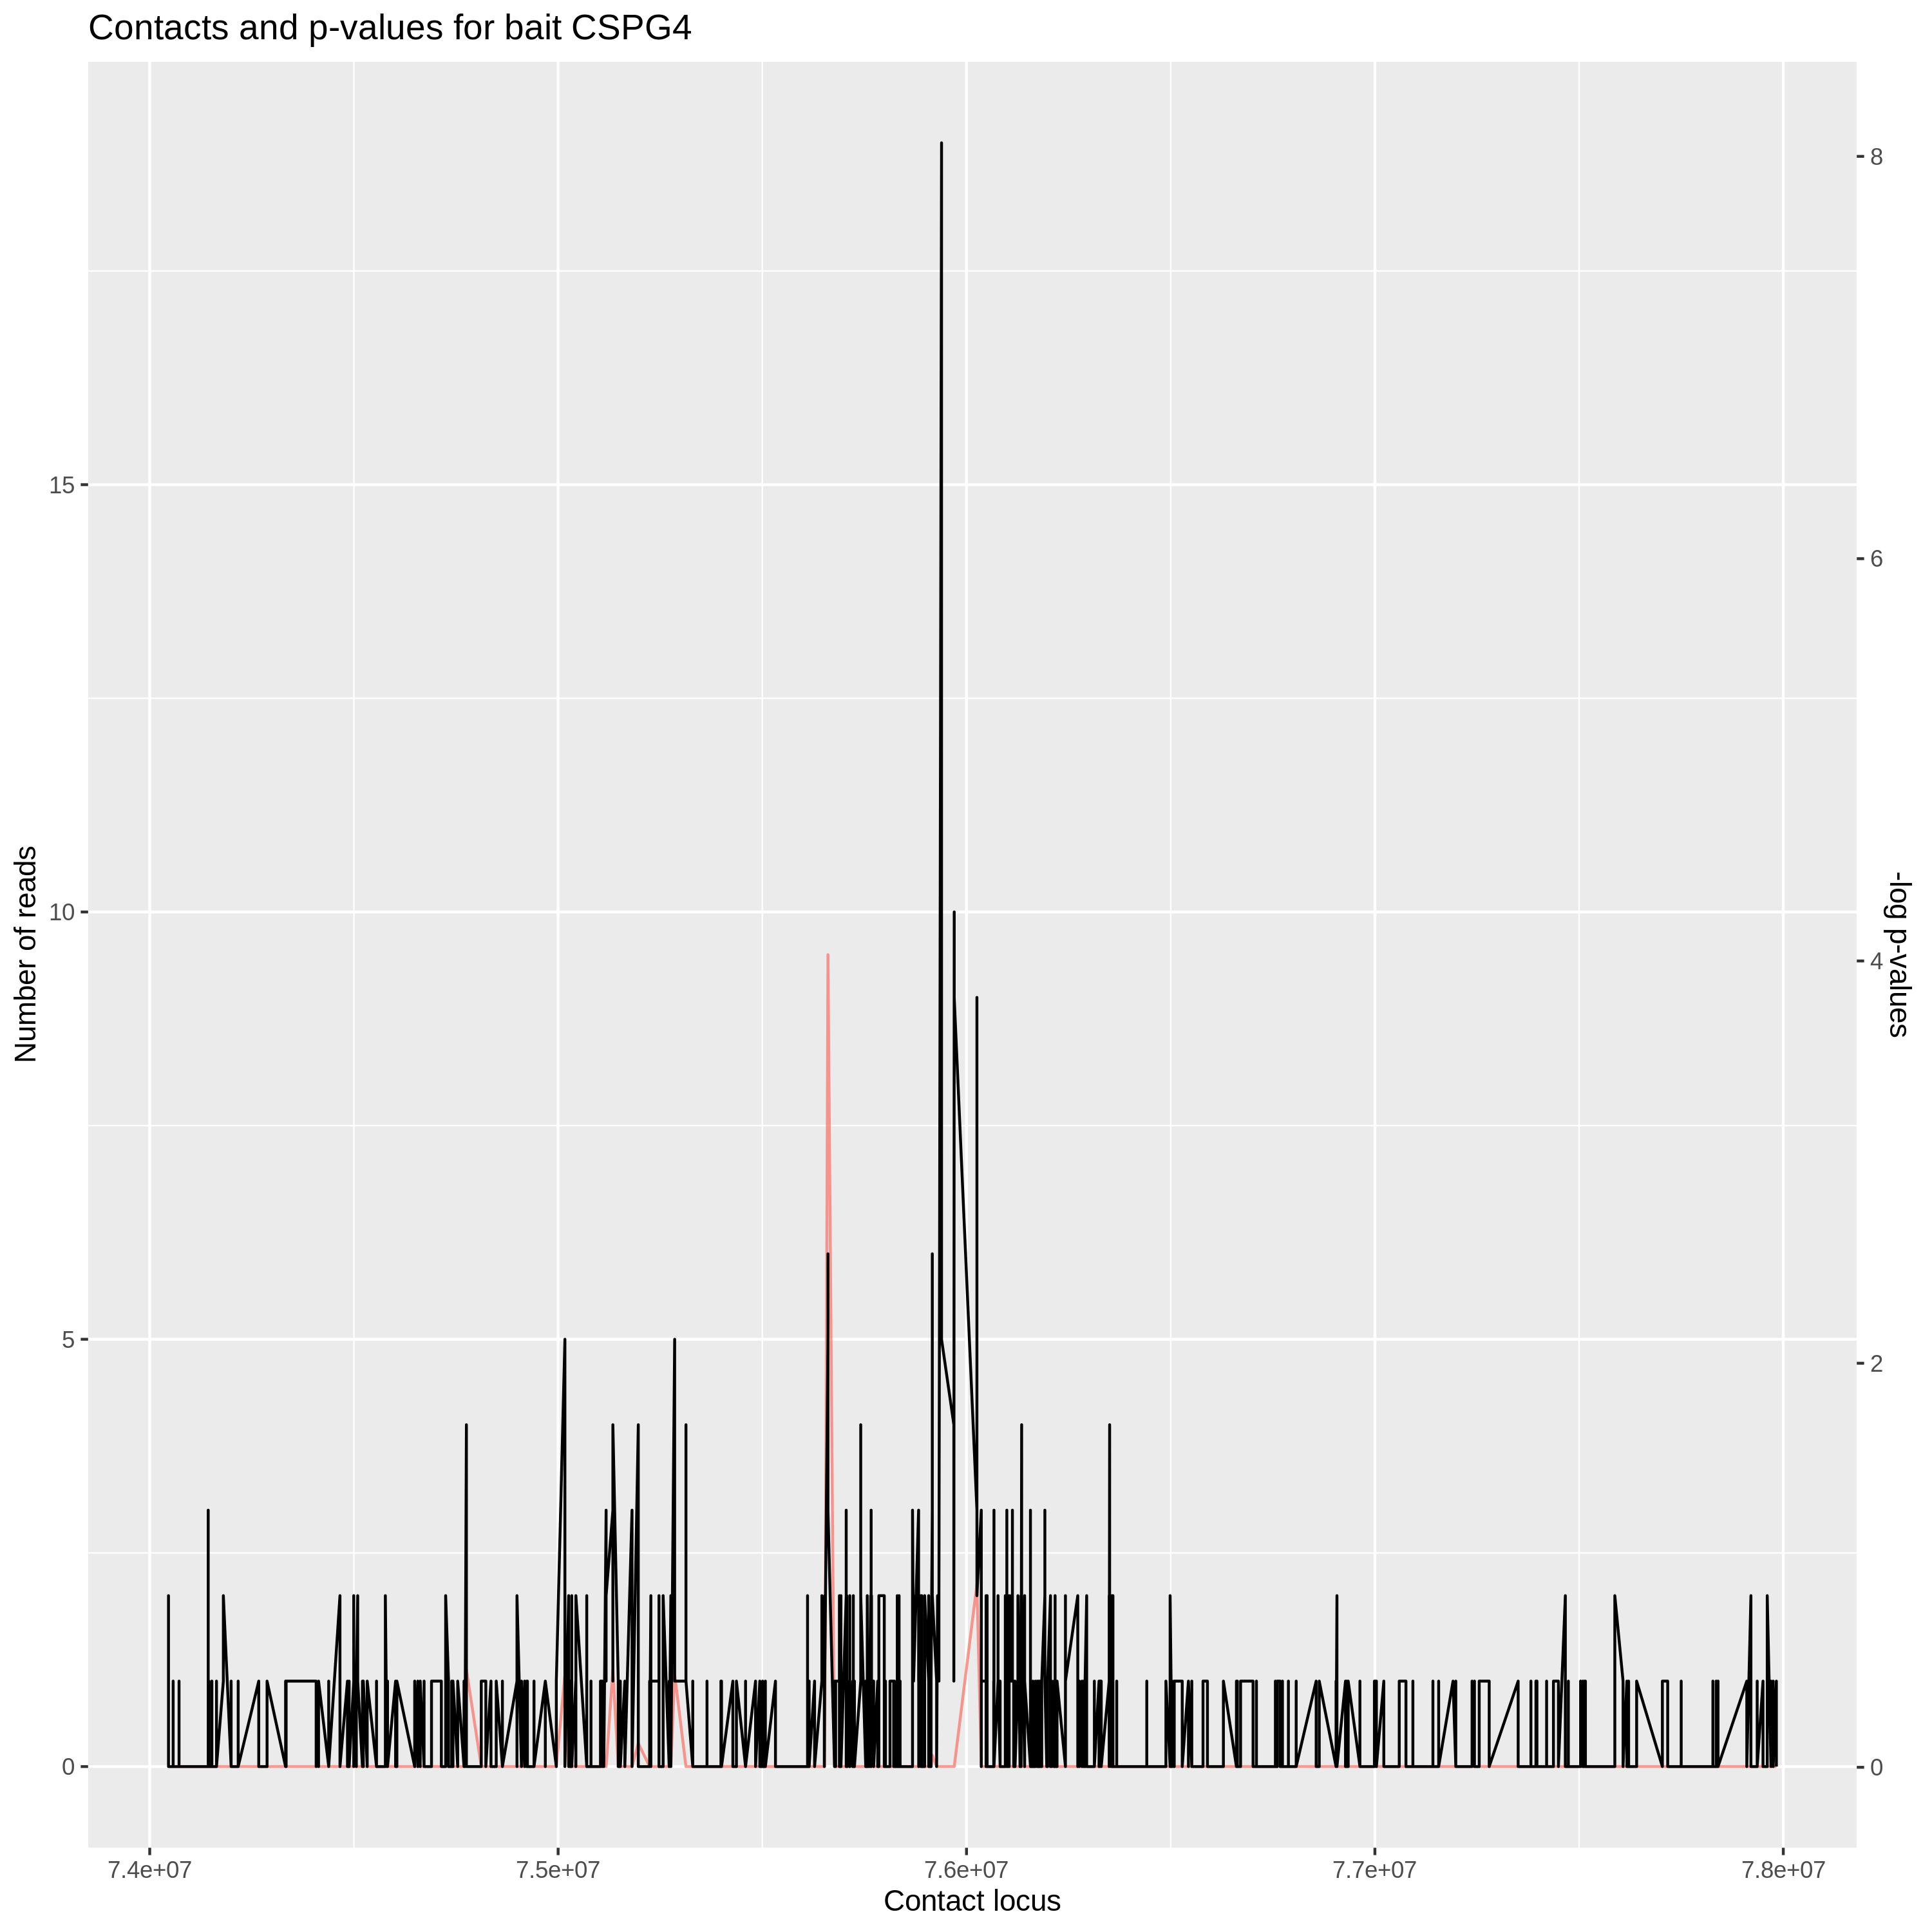 Contacts and p-values for bait CSPG4
Number of reads
15
10
5
0
8
6
4
2
0
-log p-values
7.4e+07
7.5e+07
7.6e+07
7.7e+07
7.8e+07
Contact locus